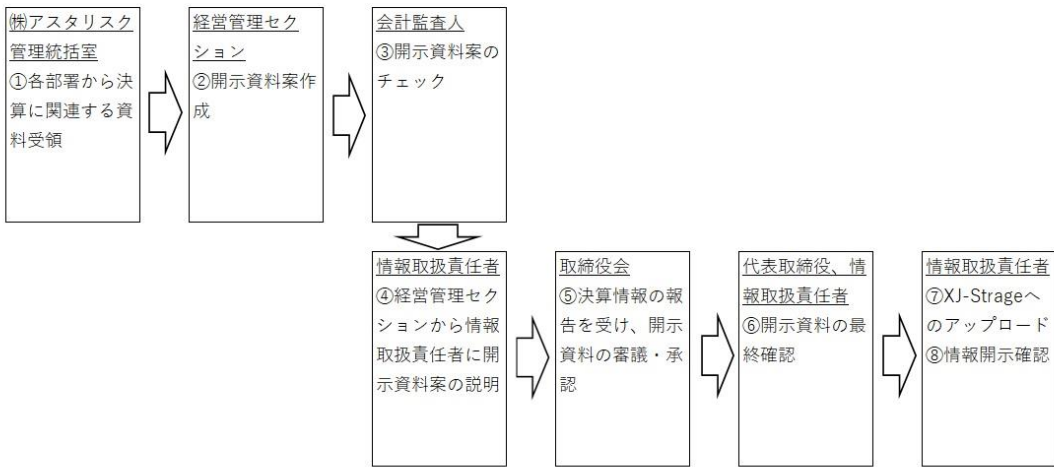 ㈱アスタリスク
管理統括室
①各部署から決
算に関連する資
料受領
経営管理セク
ション
②開示資料案作
成
会計監査人
③開示資料案の
チェック
情報取扱責任者
④経営管理セク
ションから情報
取扱責任者に開
示資料案の説明
取締役会
⑤決算情報の報
告を受け、開示
資料の審議・承
認
代表取締役、情
報取扱責任者
⑥開示資料の最
終確認
情報取扱責任者
⑦XJ-Strageへ
のアップロード
⑧情報開示確認